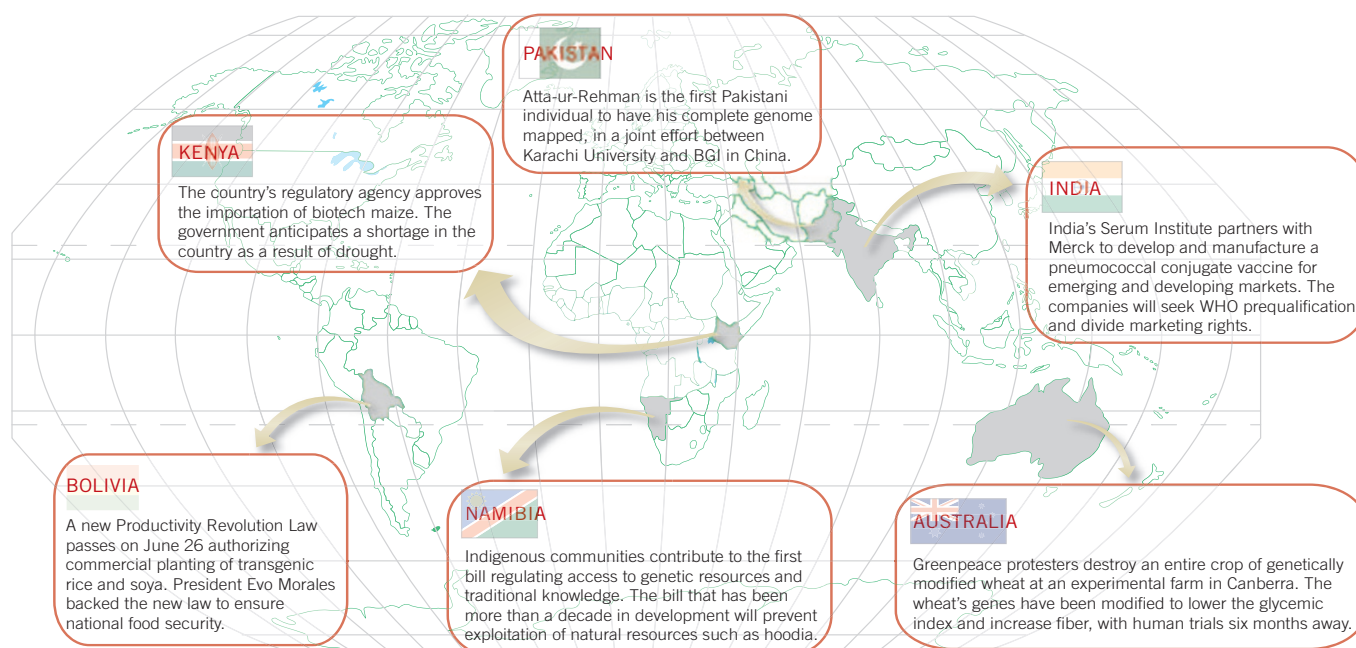 PAKISTAN
Atta-ur-Rehman is the first Pakistani
individual to have his complete genome
mapped, in a joint effort between
Karachi University and BGI in China.
KENYA
The country's regulatory agency approves
the importation of biotech maize. The
government anticipates a shortage in the
country as a result of drought.
INDIA
India's Serum Institute partners with
Merck to develop and manufacture a
pneumococcal conjugate vaccine for
emerging and developing markets. The
companies will seek WHO prequalification
and divide marketing rights.
BOLIVIA
A new Productivity Revolution Law
passes on June 26 authorizing
commercial planting of transgenic
rice and soya. President Evo Morales
backed the new law to ensure
national food security.
NAMIBIA
Indigenous communities contribute to the first
bill regulating access to genetic resources and
traditional knowledge. The bill that has been
more than a decade in development will prevent
exploitation of natural resources such as hoodia.
AUSTRALIA
Greenpeace protesters destroy an entire crop of genetically
modified wheat at an experimental farm in Canberra. The
wheat's genes have been modified to lower the glycemic
index and increase fiber, with human trials six months away.